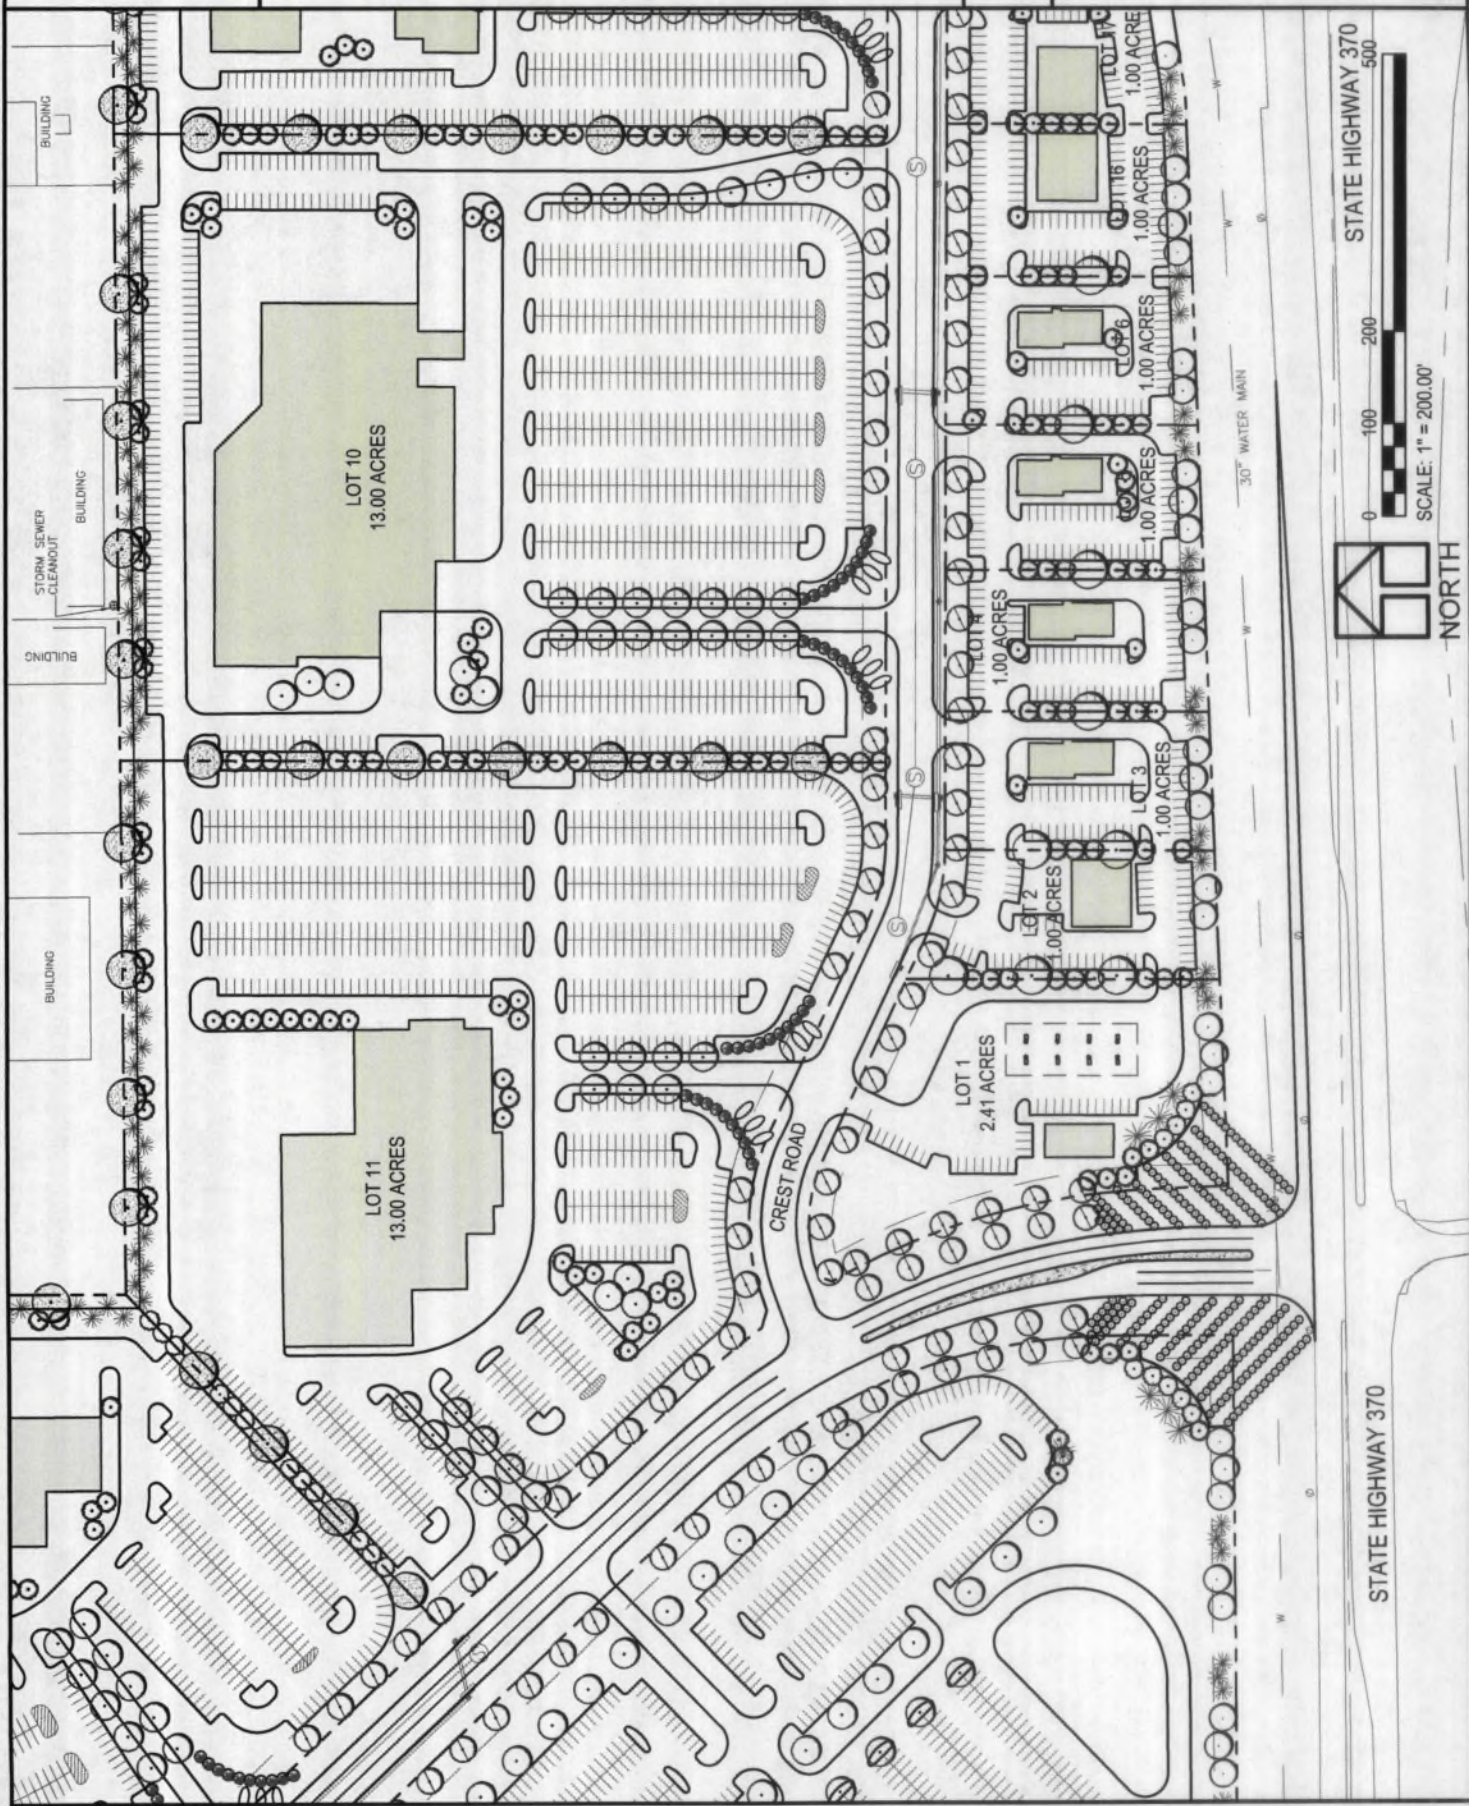 BUILDING
STORM SEWER
CLEANOUT
BUILDING
BUILDING
BUILDING
LOT 10
13.00 ACRES
LOT 11
13.00 ACRES
CREST ROAD
LOT 1
2.41 ACRES
LOT 2
1.00 ACRES
LOT 3
1.00 ACRES
LOT 4
1.00 ACRES
1.00 ACRES
LOT 6
1.00 ACRES
LOT 16
1.00 ACRES
LOT 17
1.00 ACRE
S
S
S
S
W
W
W
W
W
W
30" WATER MAIN
STATE HIGHWAY 370
STATE HIGHWAY 370
0 100 200 500
SCALE: 1" = 200.00'
NORTH